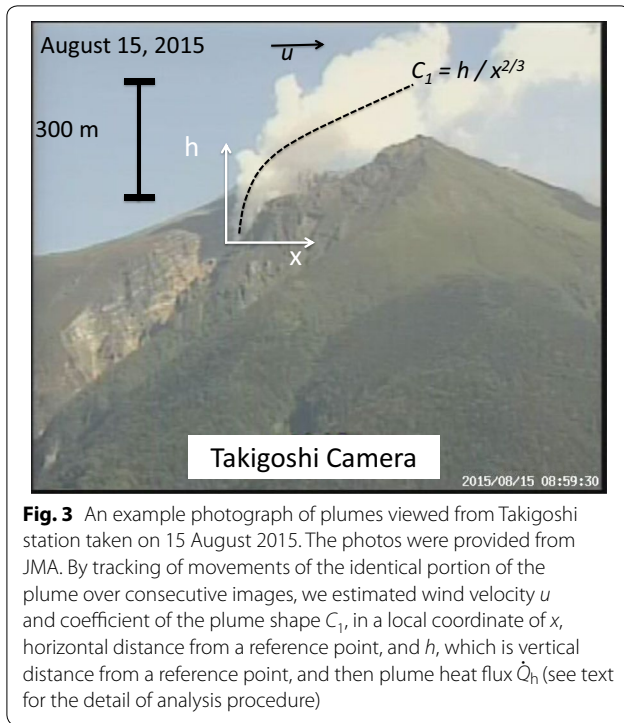 August 15, 2015
u
C₁ = h / x^{2/3}
300 m
h
x
Takigoshi Camera
2015/08/15 08:59:30
Fig. 3 An example photograph of plumes viewed from Takigoshi
station taken on 15 August 2015. The photos were provided from
JMA. By tracking of movements of the identical portion of the
plume over consecutive images, we estimated wind velocity u
and coefficient of the plume shape C₁, in a local coordinate of x,
horizontal distance from a reference point, and h, which is vertical
distance from a reference point, and then plume heat flux Q̇h (see text
for the detail of analysis procedure)